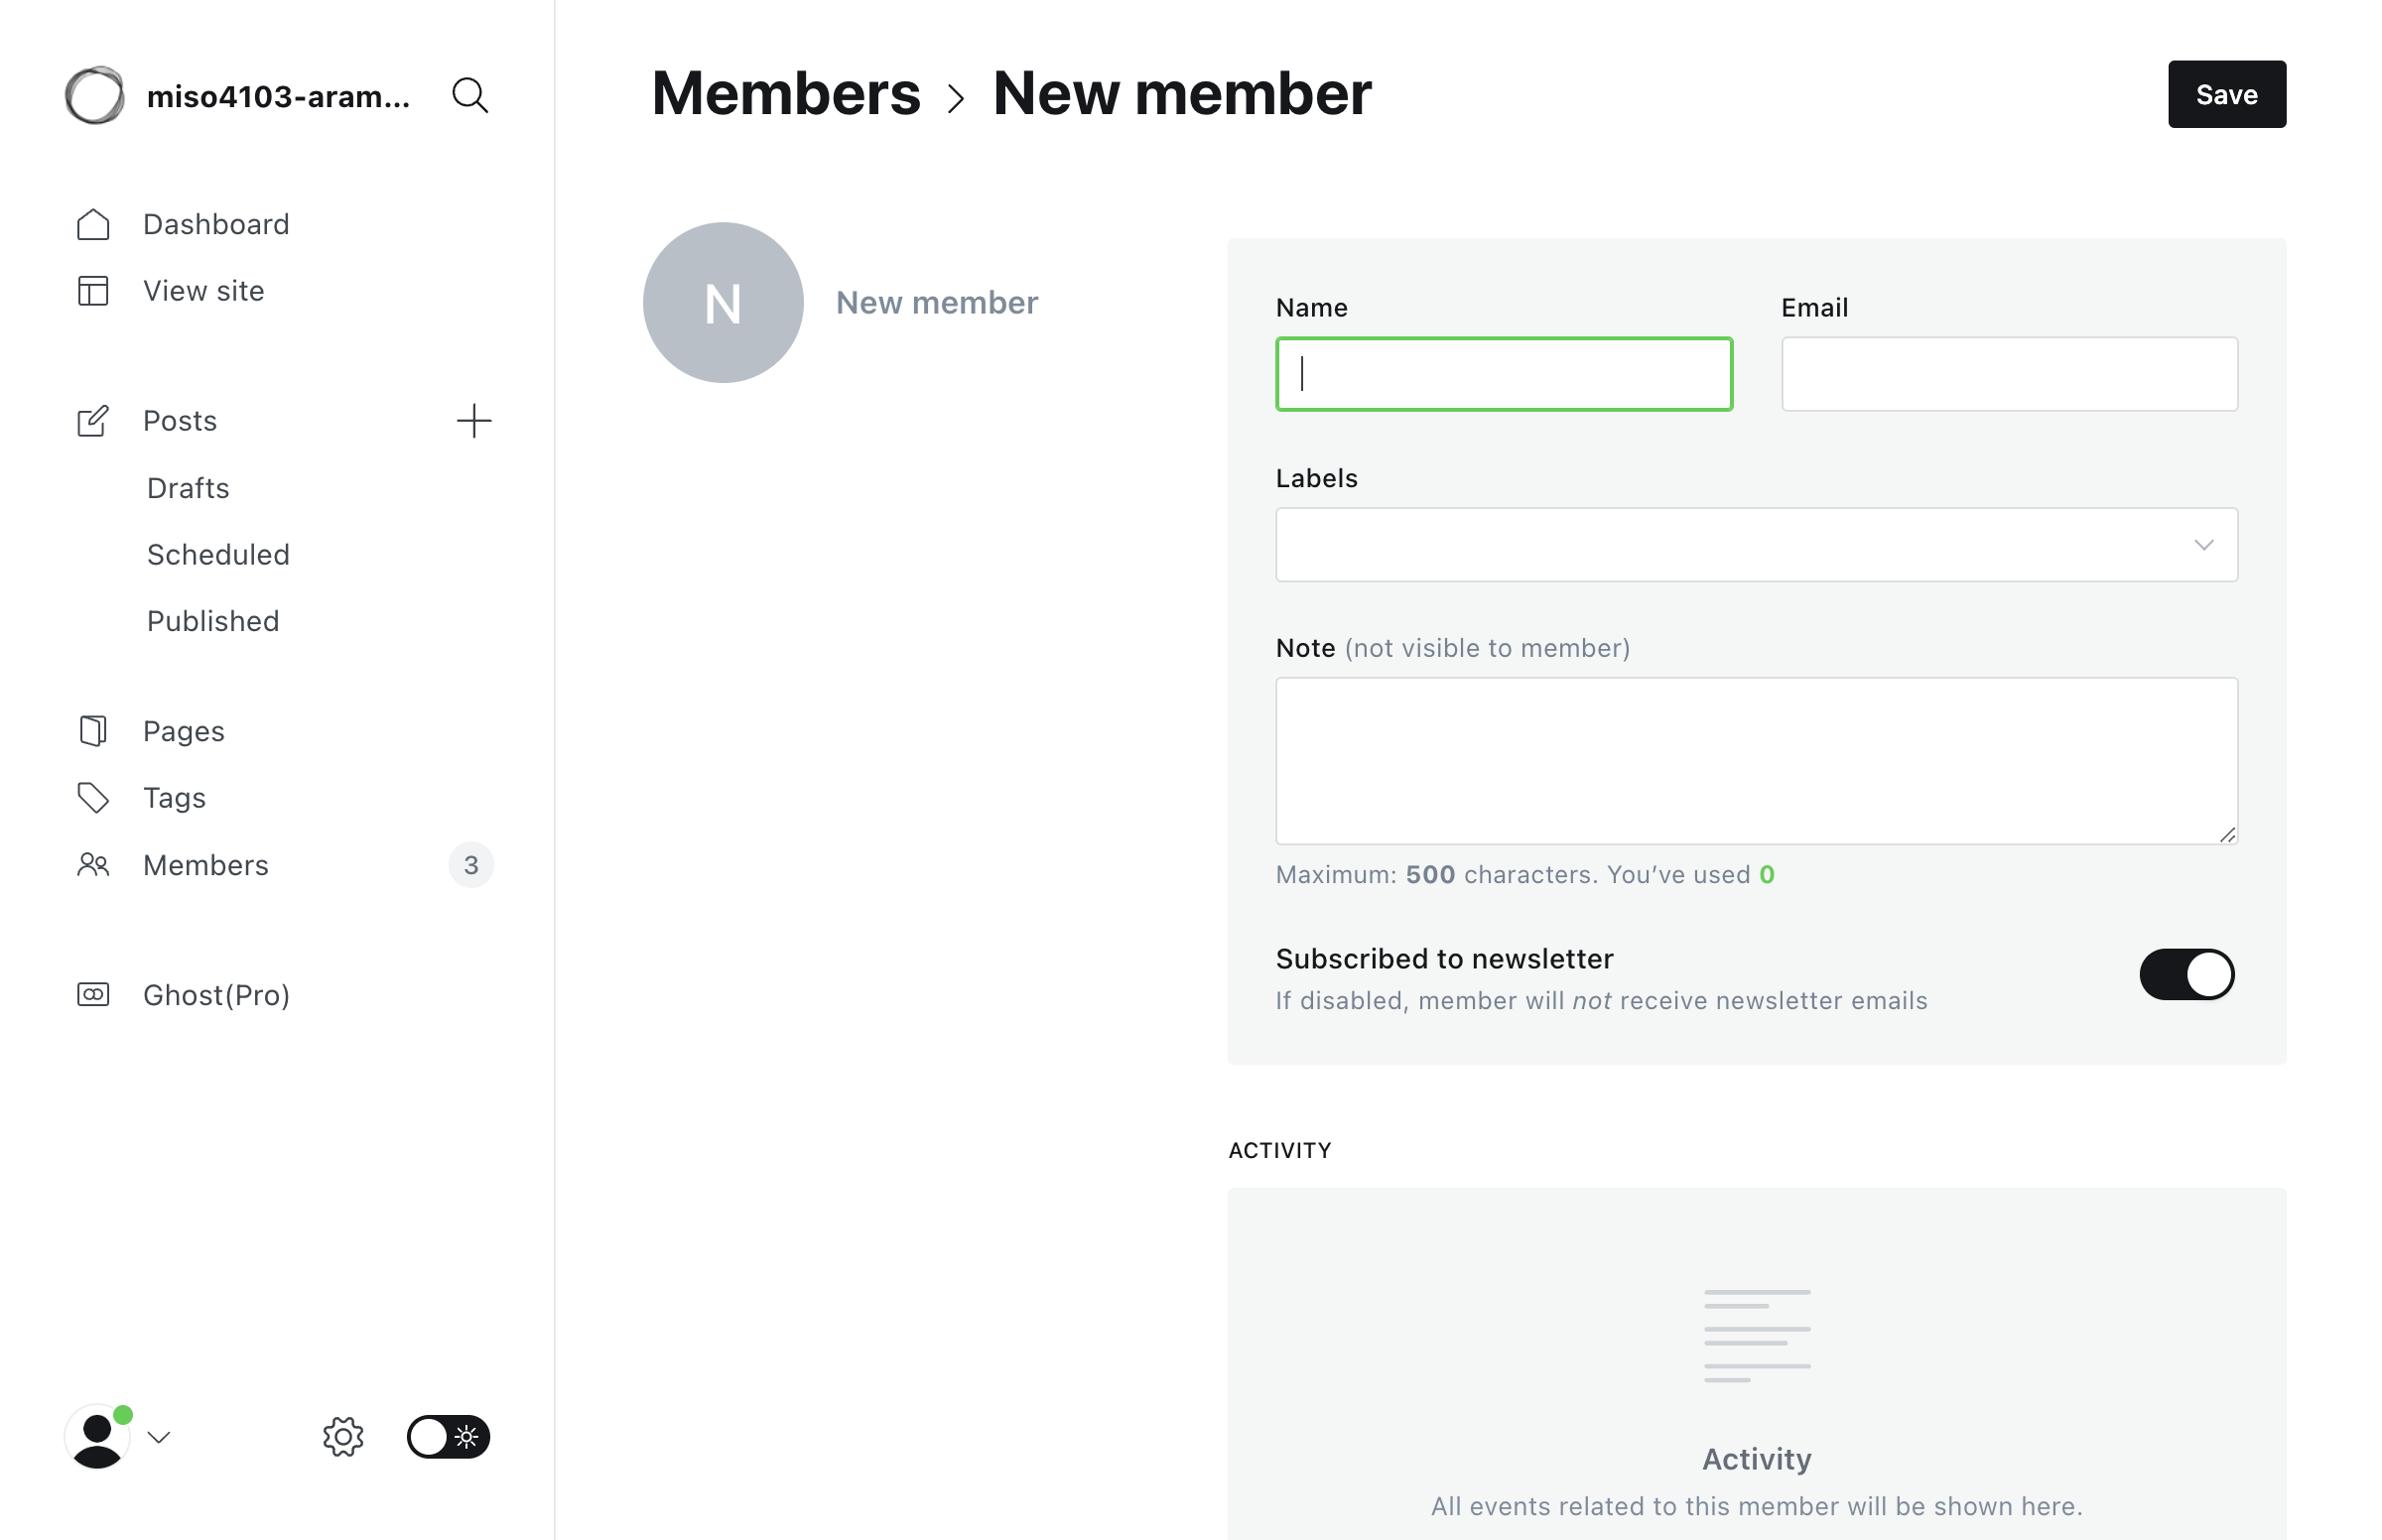 miso4103-aram...
Dashboard
View site
Posts
Drafts
Scheduled
Published
Pages
Tags
Members 3
Ghost(Pro)
Members > New member
Save
N
New member
Name
Email
Labels
Note (not visible to member)
Maximum: 500 characters. You’ve used 0
Subscribed to newsletter
If disabled, member will not receive newsletter emails
ACTIVITY
Activity
All events related to this member will be shown here.